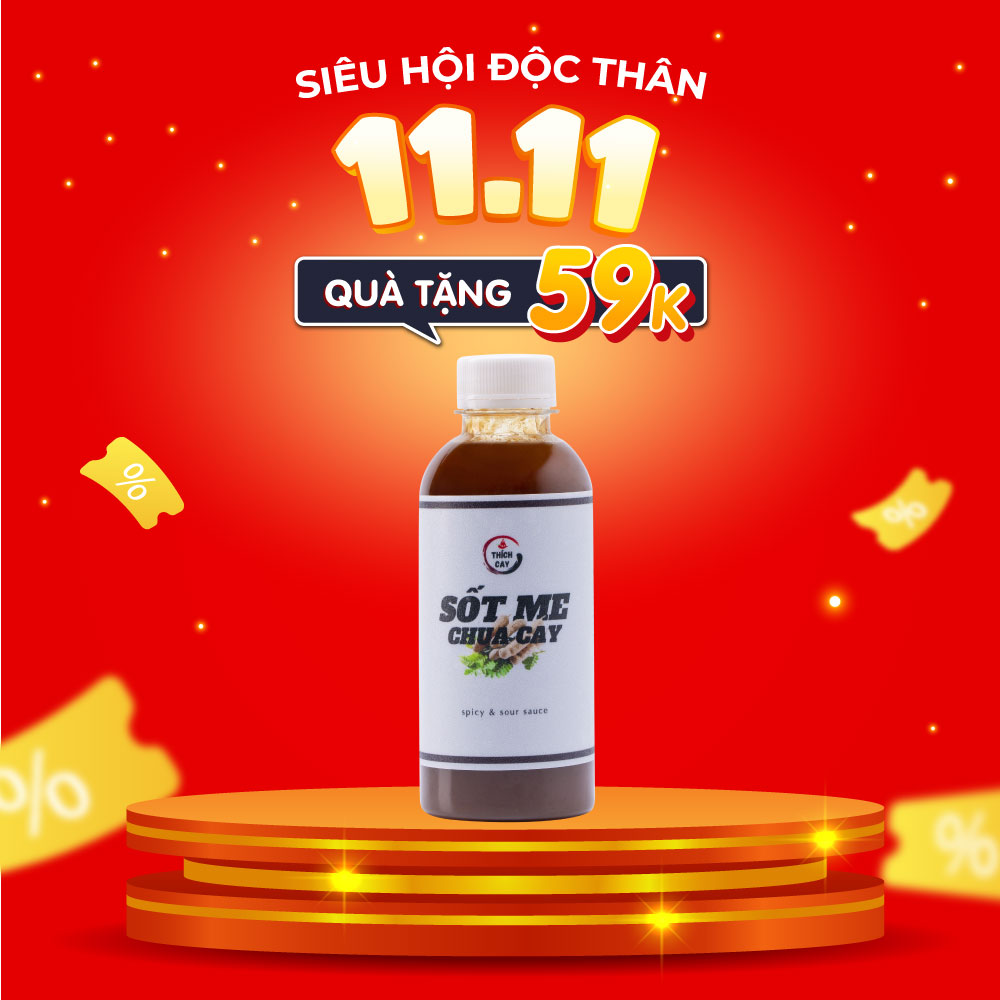 SIÊU HỘI ĐỘC THÂN
11.11
QUÀ TẶNG 59K
THÍCH
CAY
SỐT ME
CHUA CAY
spicy & sour sauce
%
%
%
%